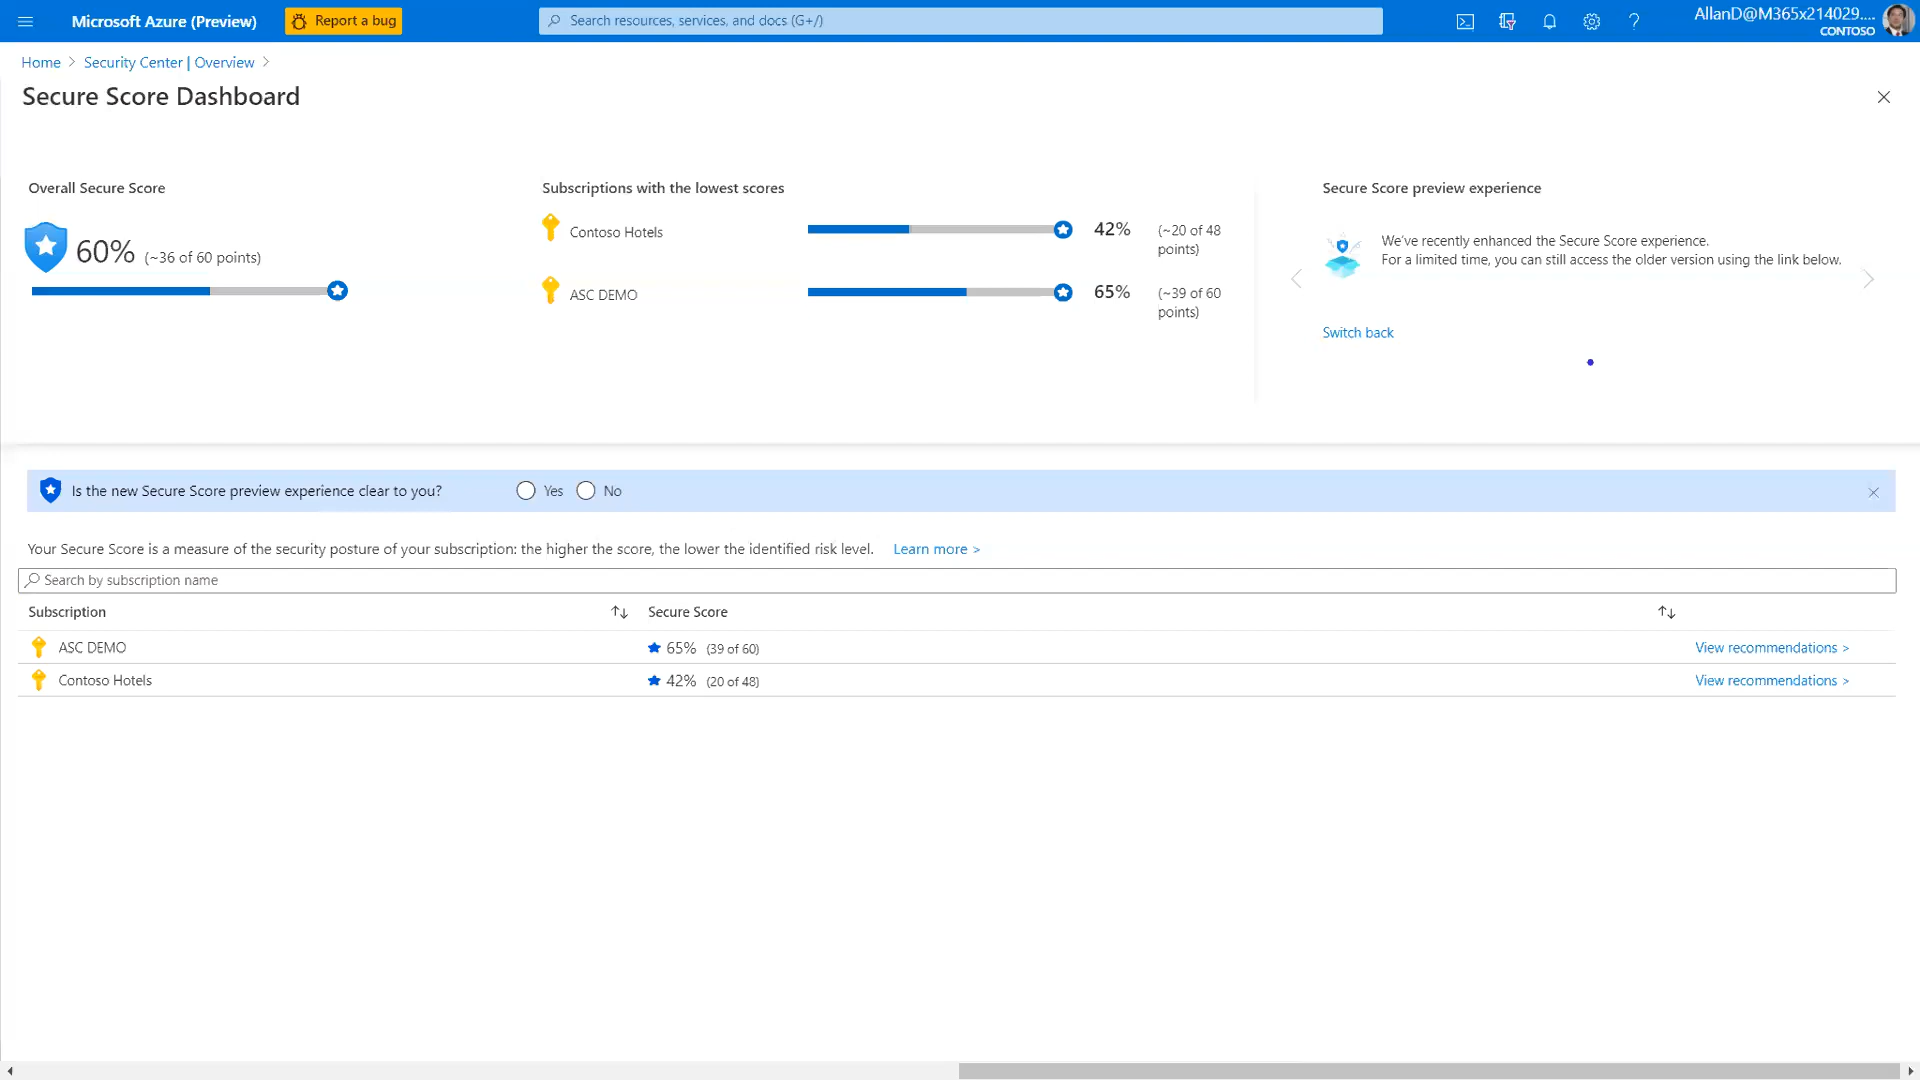 Microsoft Azure (Preview)
Report a bug
Search resources, services, and docs (G+/)
AllanD@M365x214029....
CONTOSO
Home > Security Center | Overview >
Secure Score Dashboard
Overall Secure Score
60% (~36 of 60 points)
Subscriptions with the lowest scores
Contoso Hotels
42%
(~20 of 48
points)
ASC DEMO
65%
(~39 of 60
points)
Secure Score preview experience
We've recently enhanced the Secure Score experience.
For a limited time, you can still access the older version using the link below.
Switch back
Is the new Secure Score preview experience clear to you?
Yes
No
Your Secure Score is a measure of the security posture of your subscription: the higher the score, the lower the identified risk level. Learn more >
Search by subscription name
Subscription
Secure Score
ASC DEMO
65% (39 of 60)
View recommendations >
Contoso Hotels
42% (20 of 48)
View recommendations >